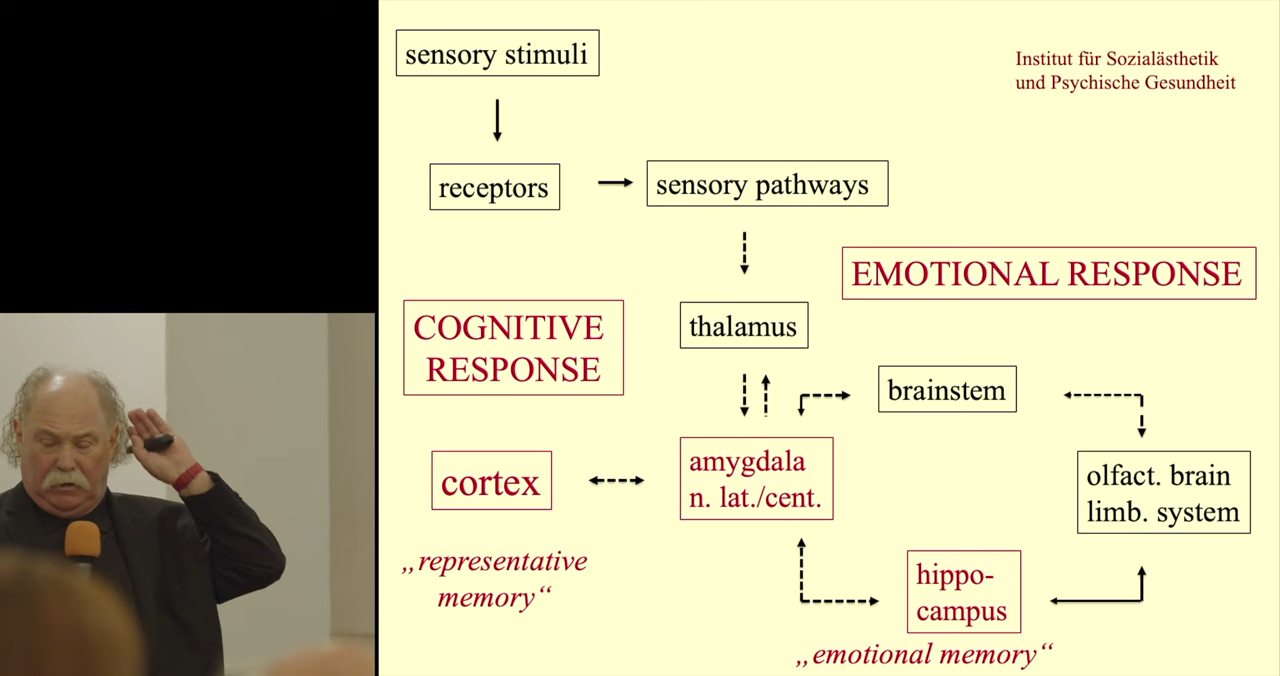 sensory stimuli
Institut für Sozialästhetik
und Psychische Gesundheit
receptors
sensory pathways
EMOTIONAL RESPONSE
COGNITIVE
RESPONSE
thalamus
brainstem
cortex
amygdala
n. lat./cent.
olfact. brain
limb. system
„representative
memory“
hippo-
campus
„emotional memory“